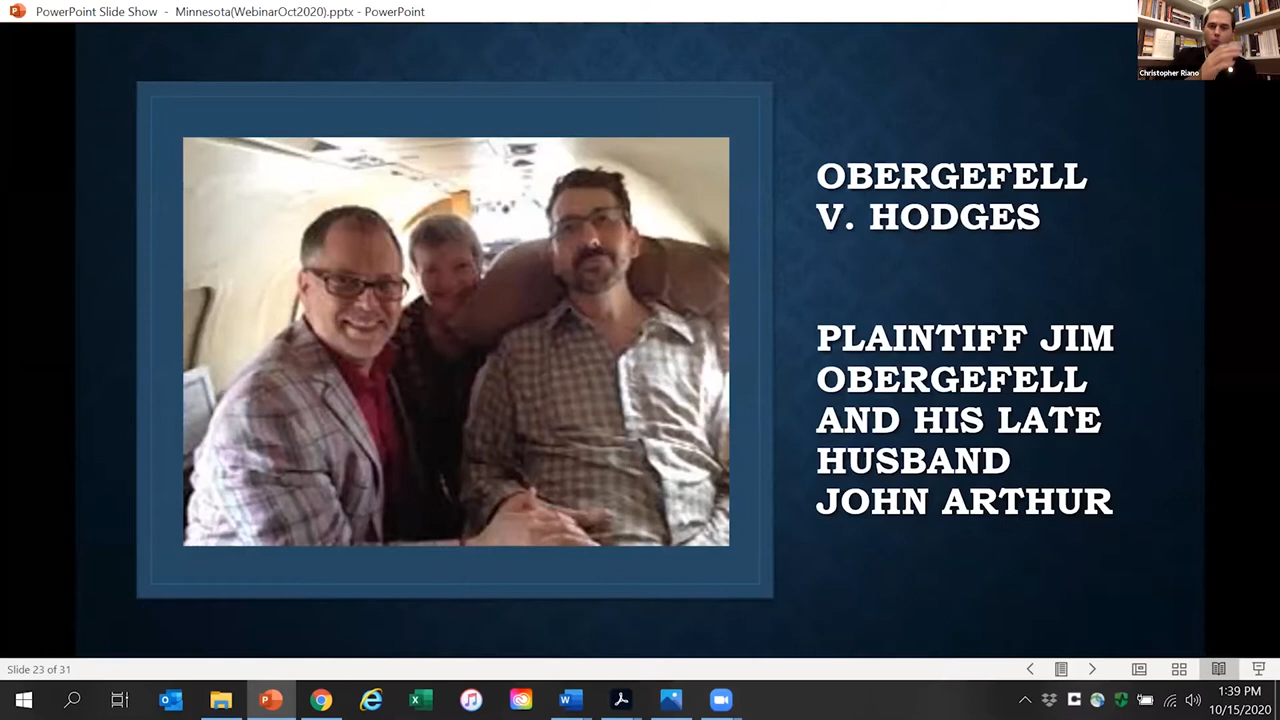 PowerPoint Slide Show - Minnesota(WebinarOct2020).pptx - PowerPoint
Christopher Riano
OBERGEFELL
V. HODGES
PLAINTIFF JIM
OBERGEFELL
AND HIS LATE
HUSBAND
JOHN ARTHUR
Slide 23 of 31
1:39 PM
10/15/2020